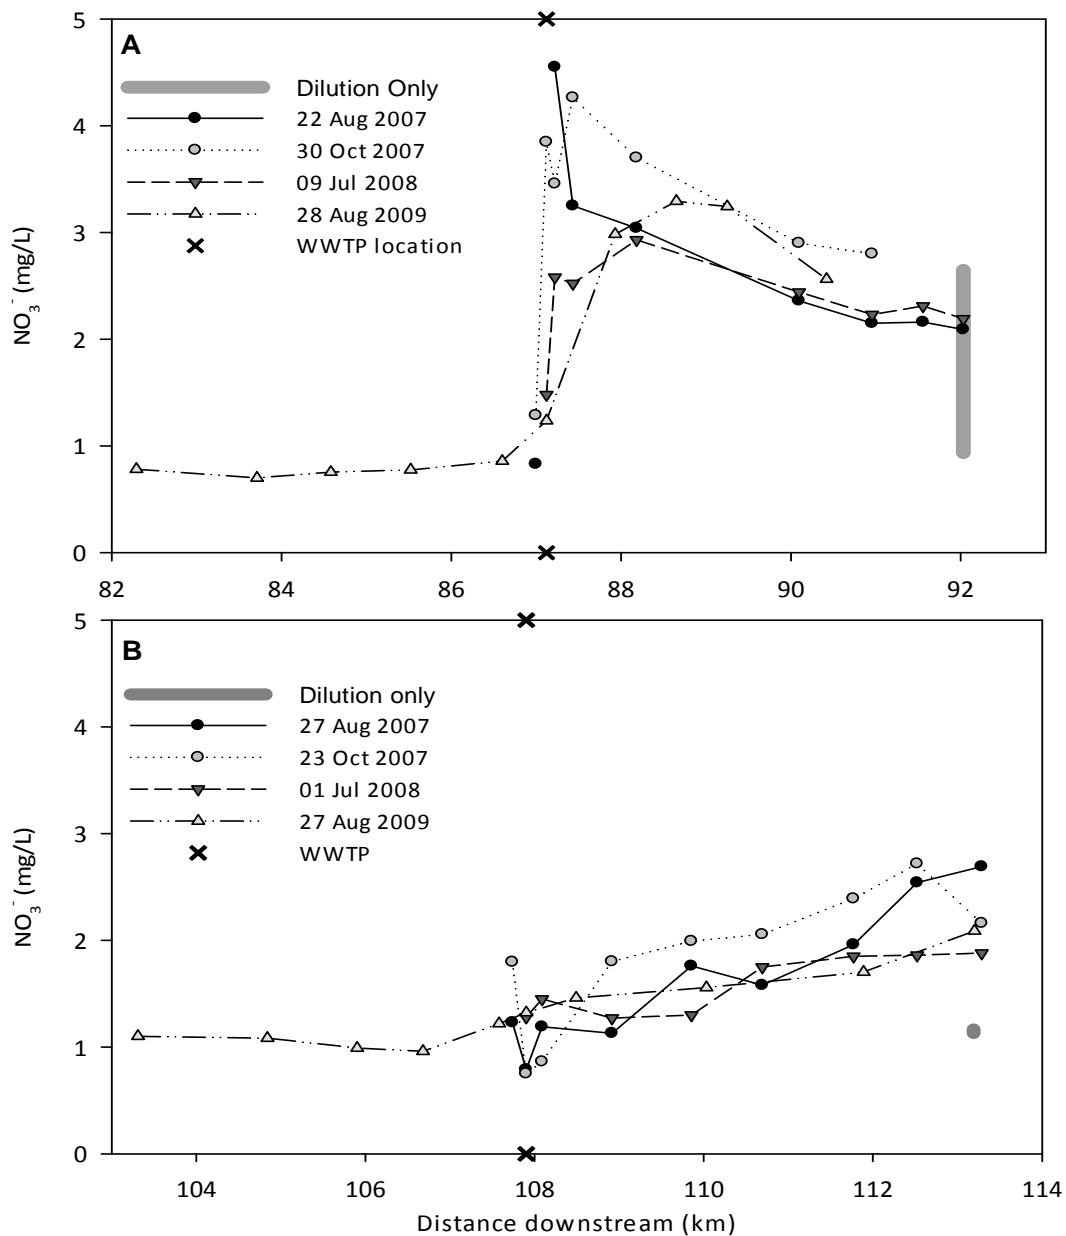 5
A
Dilution Only
22 Aug 2007
30 Oct 2007
09 Jul 2008
28 Aug 2009
WWTP location
4
3
2
1
0
NO3- (mg/L)
82 84 86 88 90 92
5
B
Dilution only
27 Aug 2007
23 Oct 2007
01 Jul 2008
27 Aug 2009
WWTP
4
3
2
1
0
NO3- (mg/L)
104 106 108 110 112 114
Distance downstream (km)